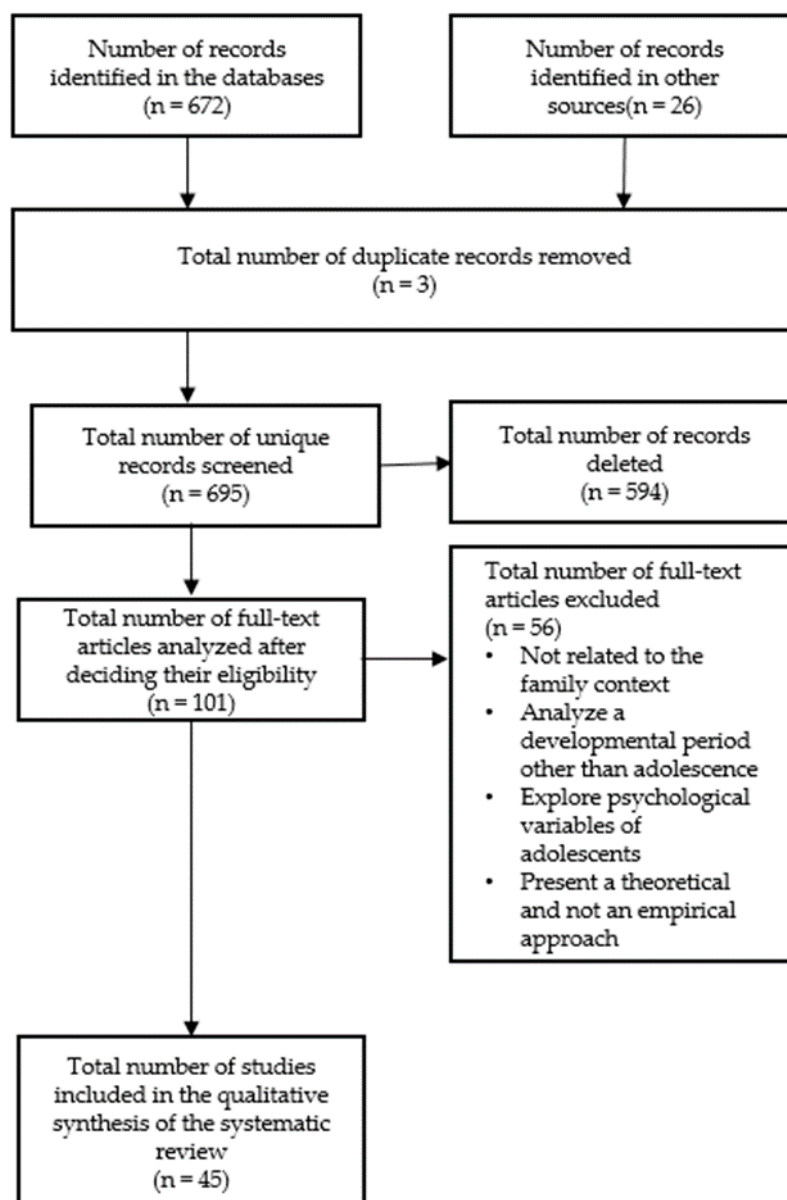 Number of records
identified in the databases
(n = 672)
Number of records
identified in other
sources(n = 26)
Total number of duplicate records removed
(n = 3)
Total number of unique
records screened
(n = 695)
Total number of records
deleted
(n = 594)
Total number of full-text
articles analyzed after
deciding their eligibility
(n = 101)
Total number of full-text
articles excluded
(n = 56)
• Not related to the
family context
• Analyze a
developmental period
other than adolescence
• Explore psychological
variables of
adolescents
• Present a theoretical
and not an empirical
approach
Total number of studies
included in the qualitative
synthesis of the systematic
review
(n = 45)